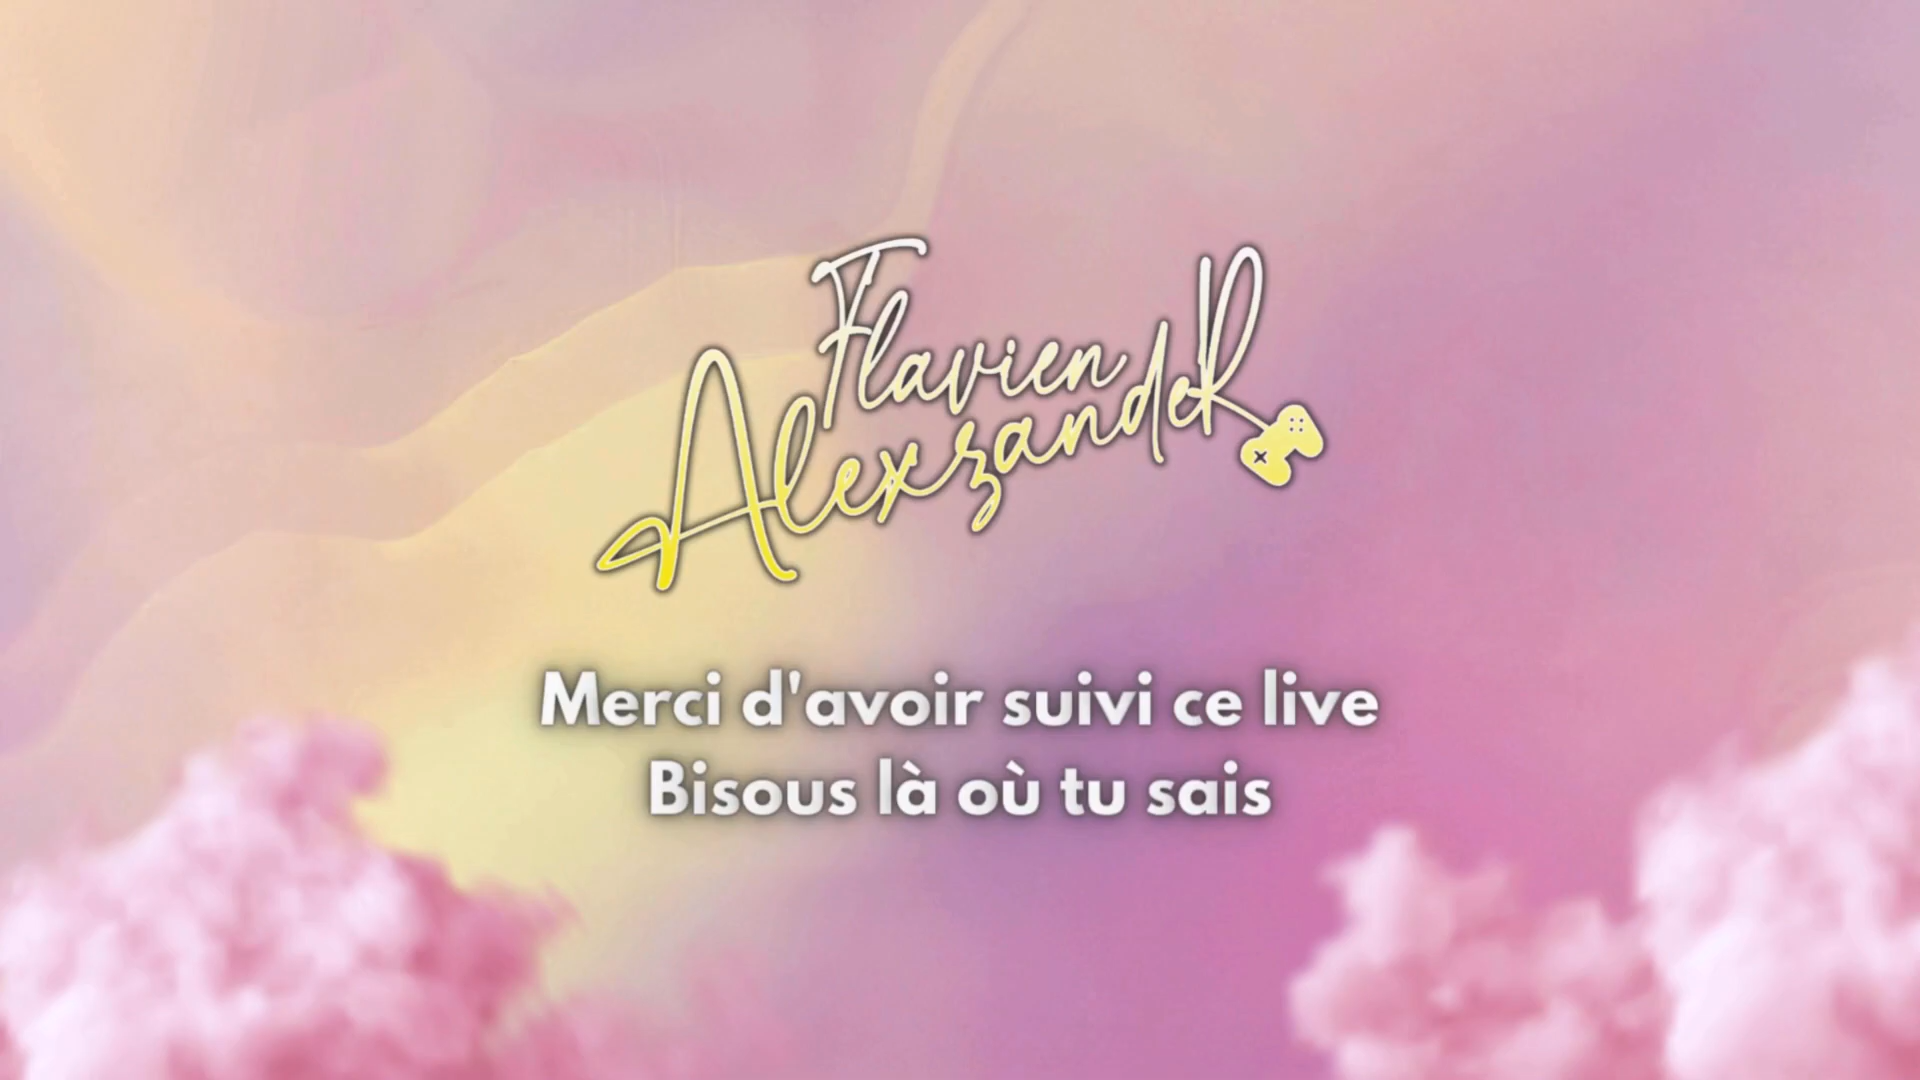 Flavien
AlexzandeR
Merci d'avoir suivi ce live
Bisous là où tu sais